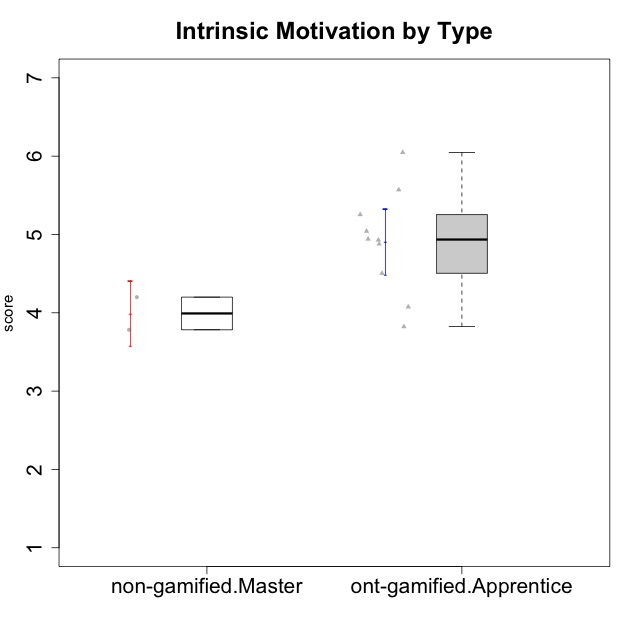 Intrinsic Motivation by Type
7
6
5
4
3
2
1
score
non-gamified.Master
ont-gamified.Apprentice